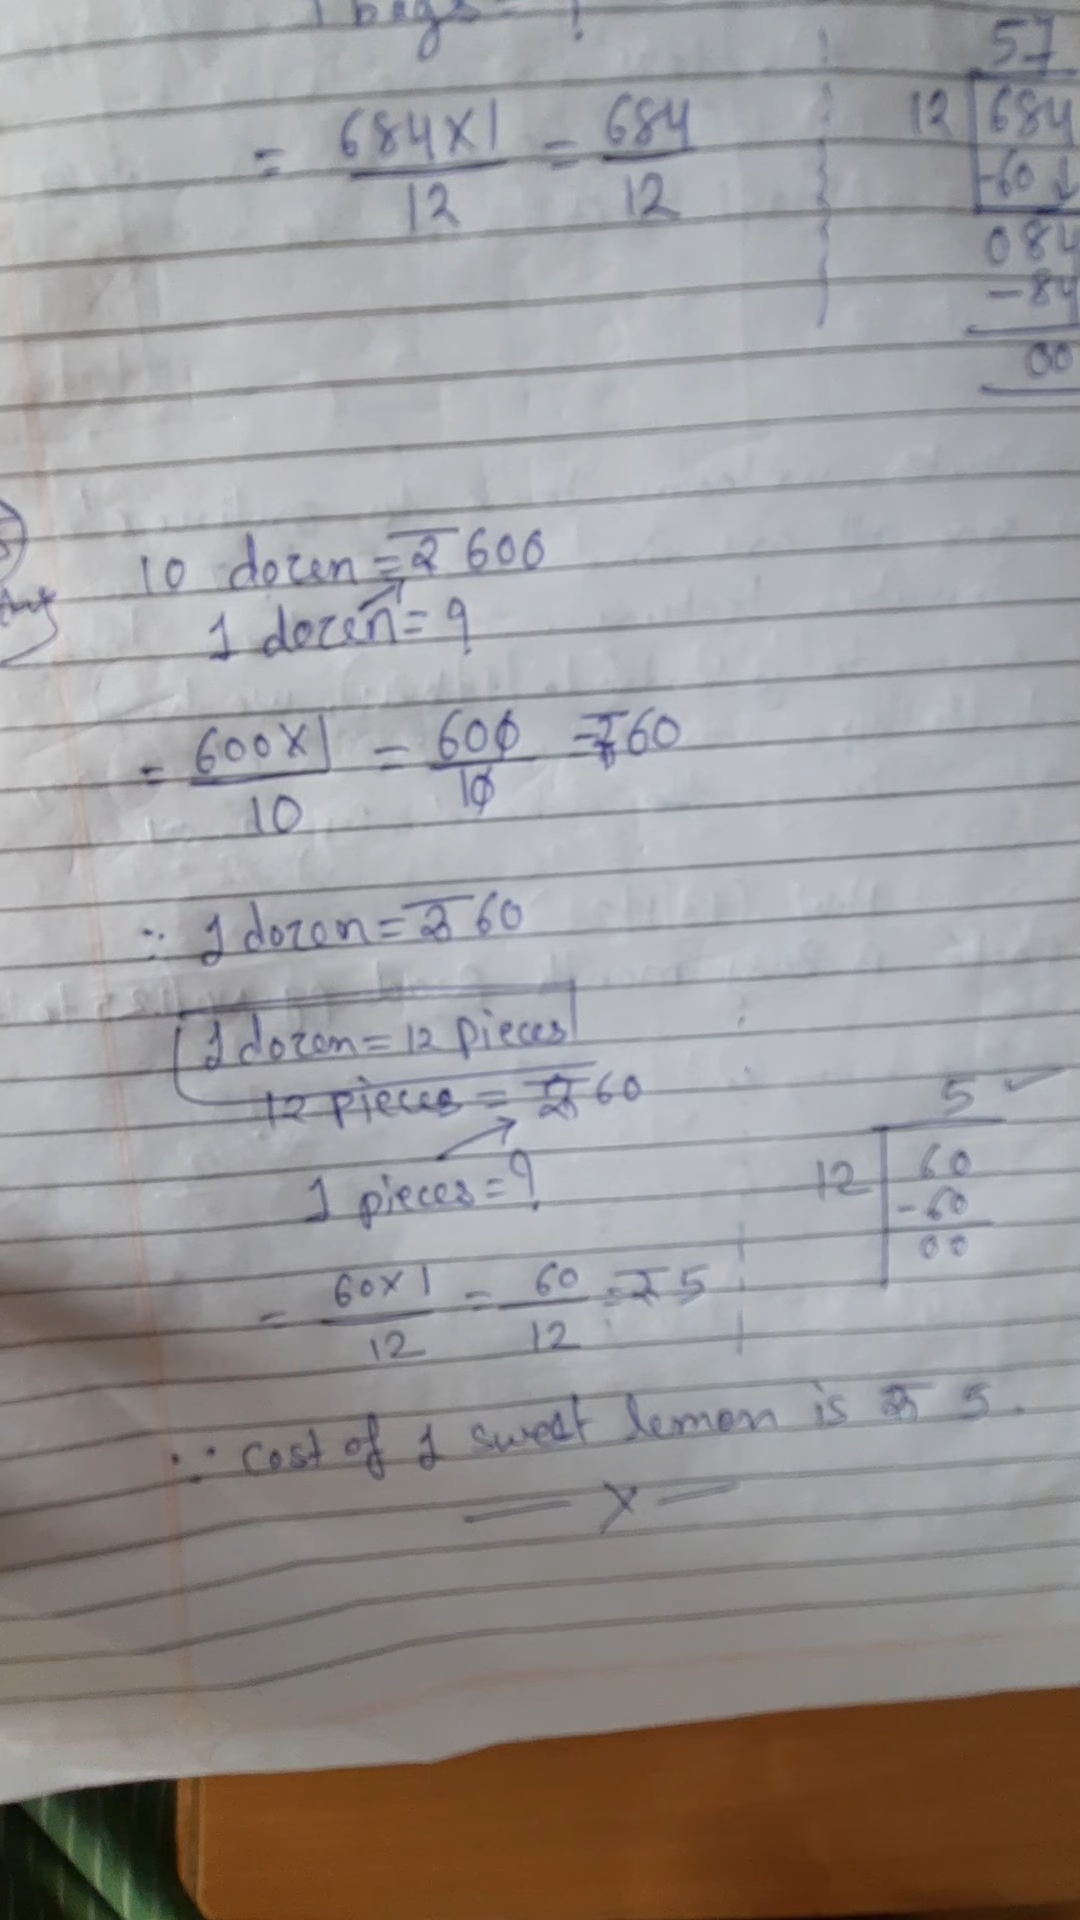 1 bags = ?
= 684×1/12 = 684/12
57
12 684
-60↓
084
-84
00
10 dozen = ₹ 600
1 dozen = ?
= 600×1/10 = 600/10 = ₹60
∴ 1 dozen = ₹ 60
1 dozen = 12 pieces
12 pieces = ₹ 60
1 pieces = ?
= 60×1/12 = 60/12 = ₹ 5
5 ✓
12 60
-60
00
∴ cost of 1 sweet lemon is ₹ 5.
═ x ═